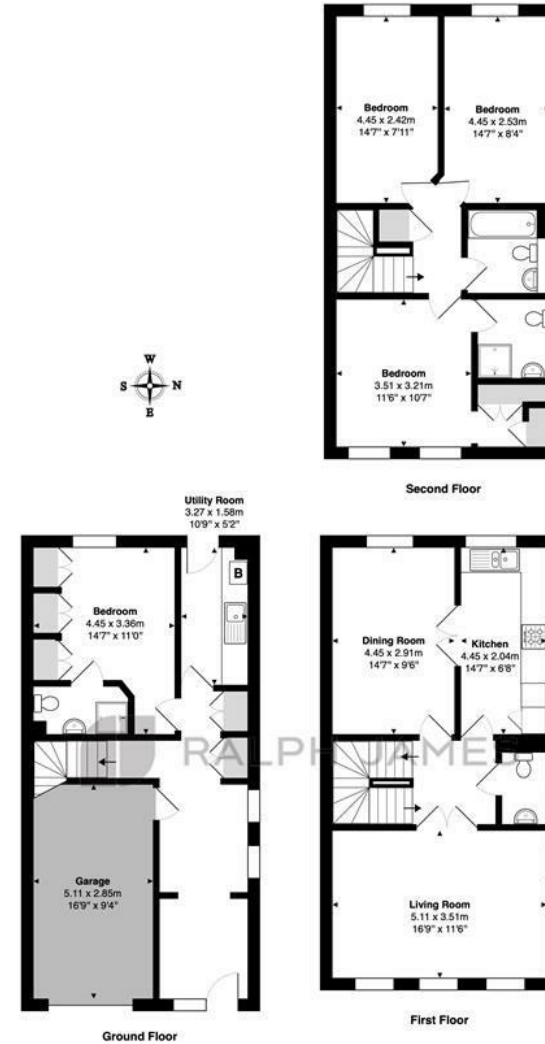 Bedroom
4.45 x 2.42m
14'7" x 7'11"
Bedroom
4.45 x 2.53m
14'7" x 8'4"
Bedroom
3.51 x 3.21m
11'6" x 10'7"
Second Floor
W
S
N
E
Utility Room
3.27 x 1.58m
10'9" x 5'2"
B
Bedroom
4.45 x 3.36m
14'7" x 11'0"
Garage
5.11 x 2.85m
16'9" x 9'4"
Ground Floor
Dining Room
4.45 x 2.91m
14'7" x 9'6"
Kitchen
4.45 x 2.04m
14'7" x 6'8"
RALPH JAMES
Living Room
5.11 x 3.51m
16'9" x 11'6"
First Floor